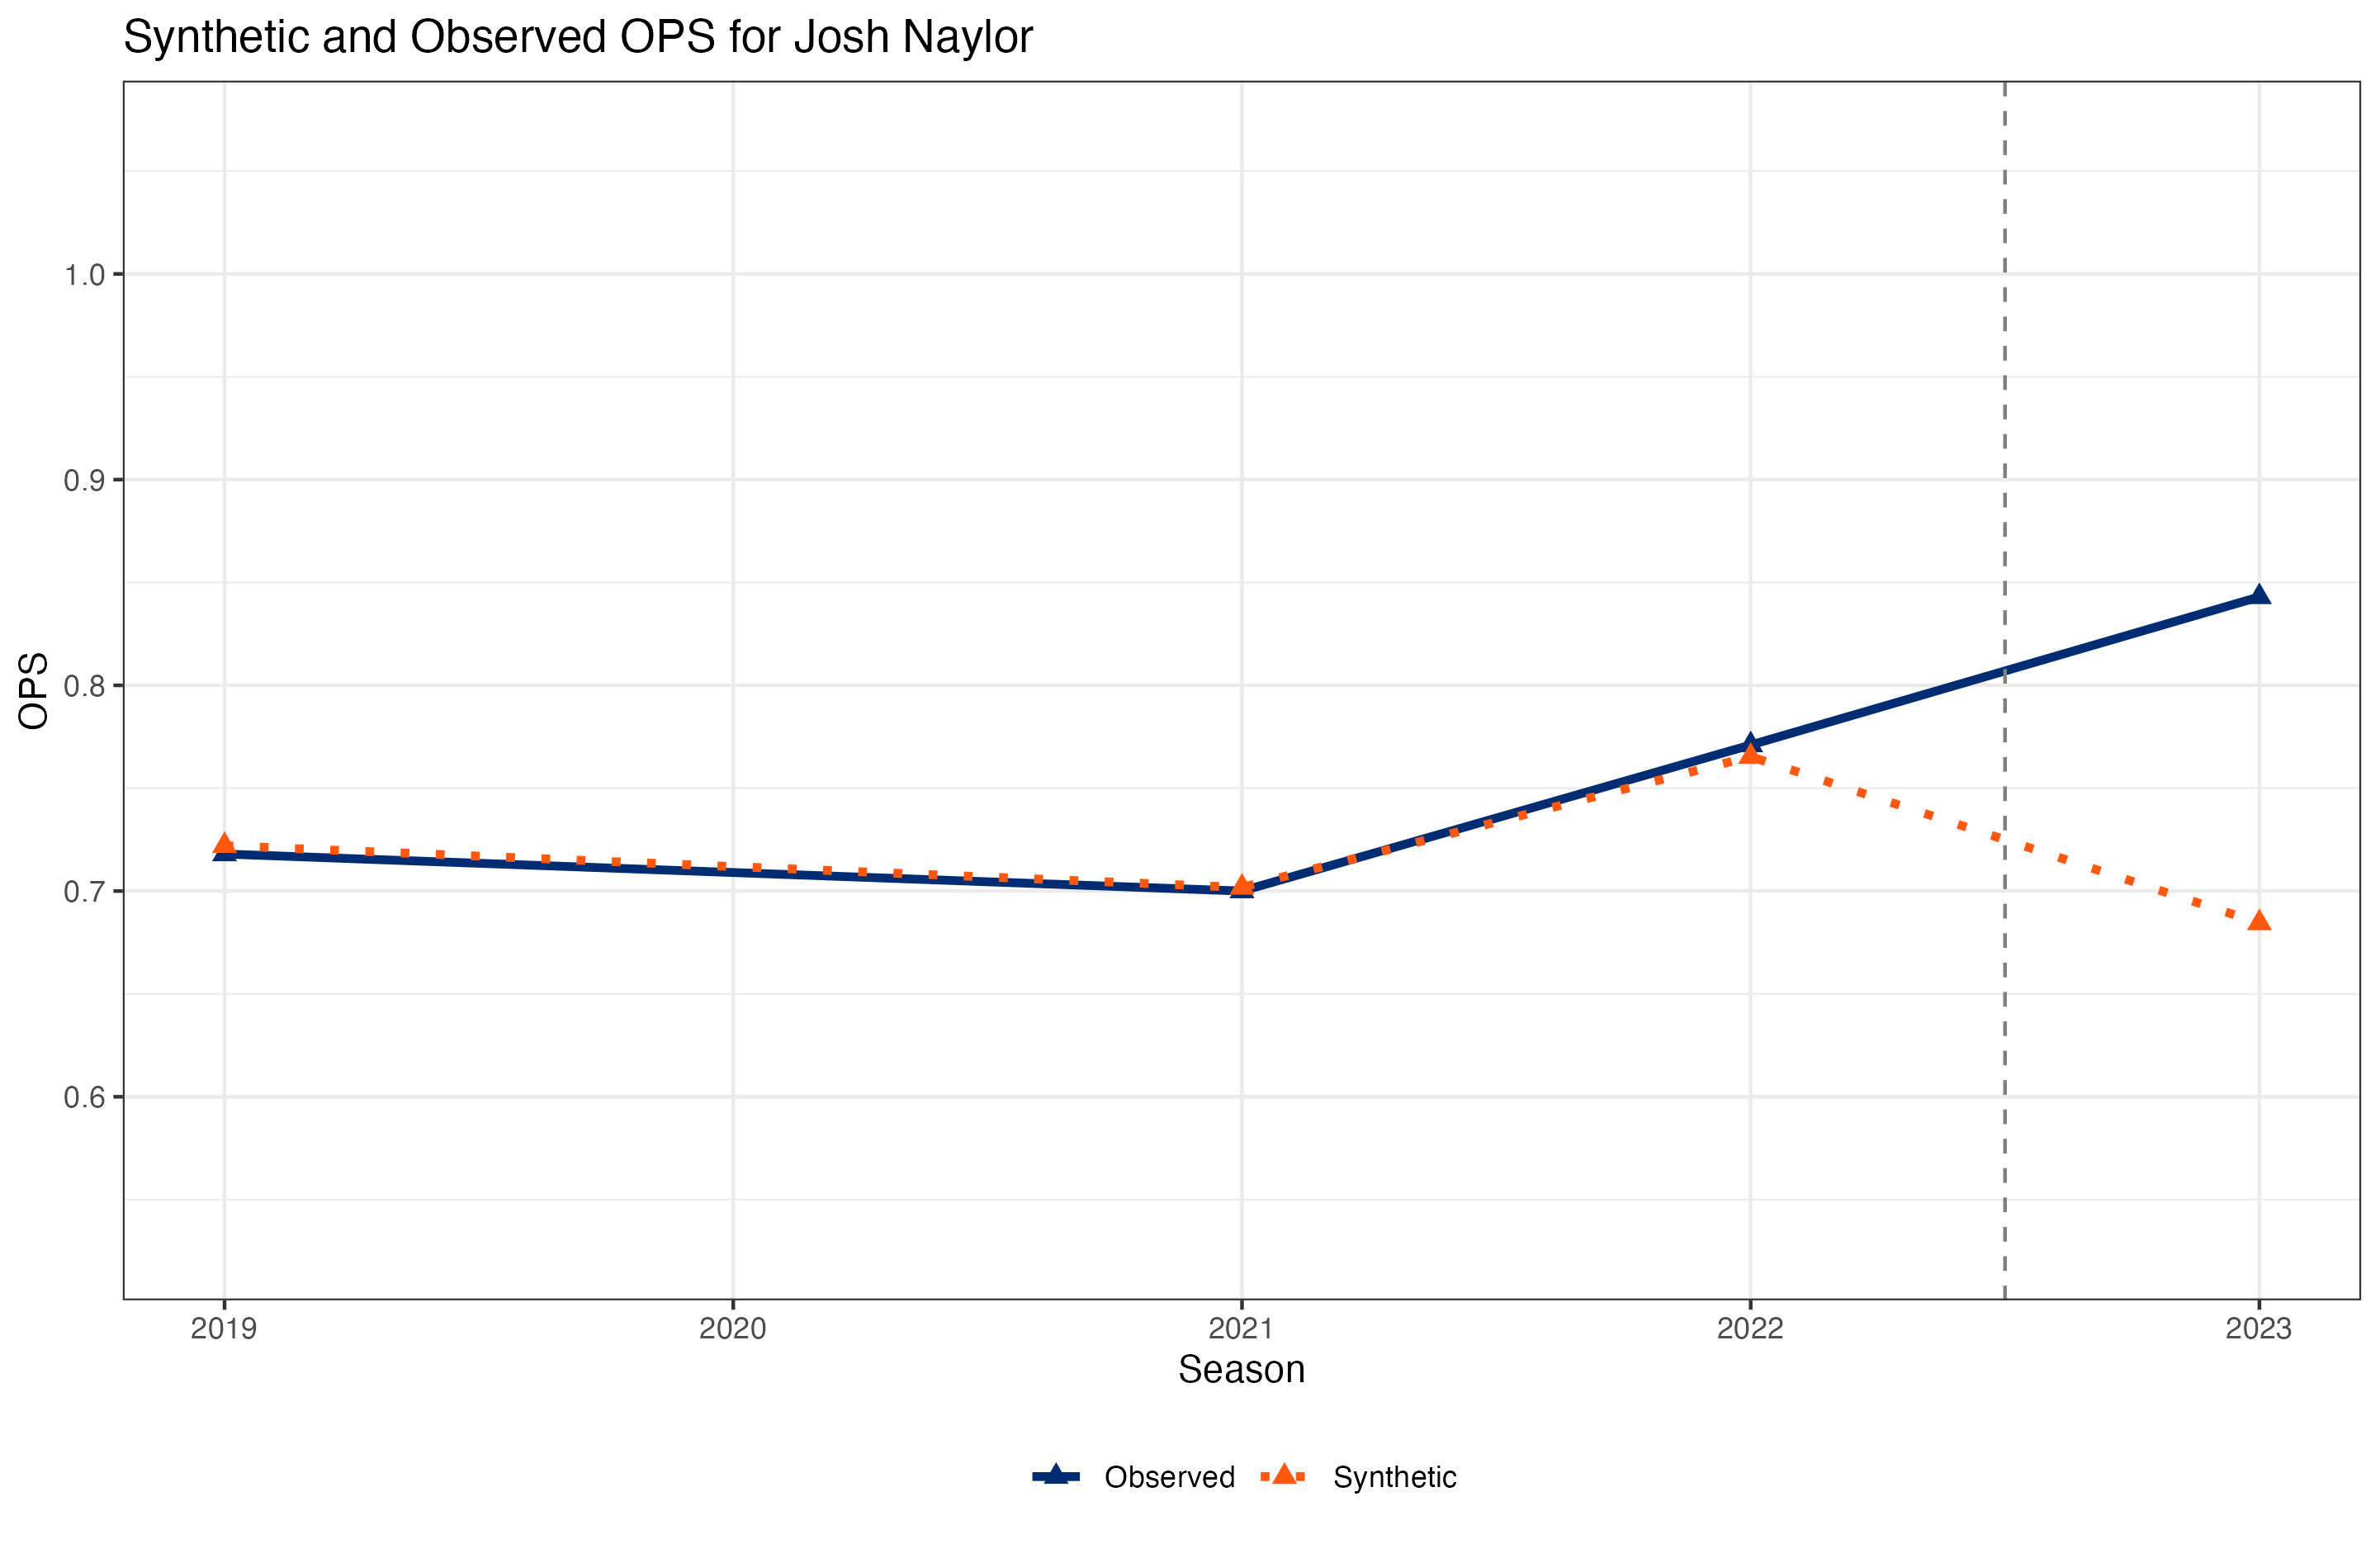 Synthetic and Observed OPS for Josh Naylor
1.0
0.9
0.8
0.7
0.6
OPS
2019 2020 2021 2022 2023
Season
Observed Synthetic